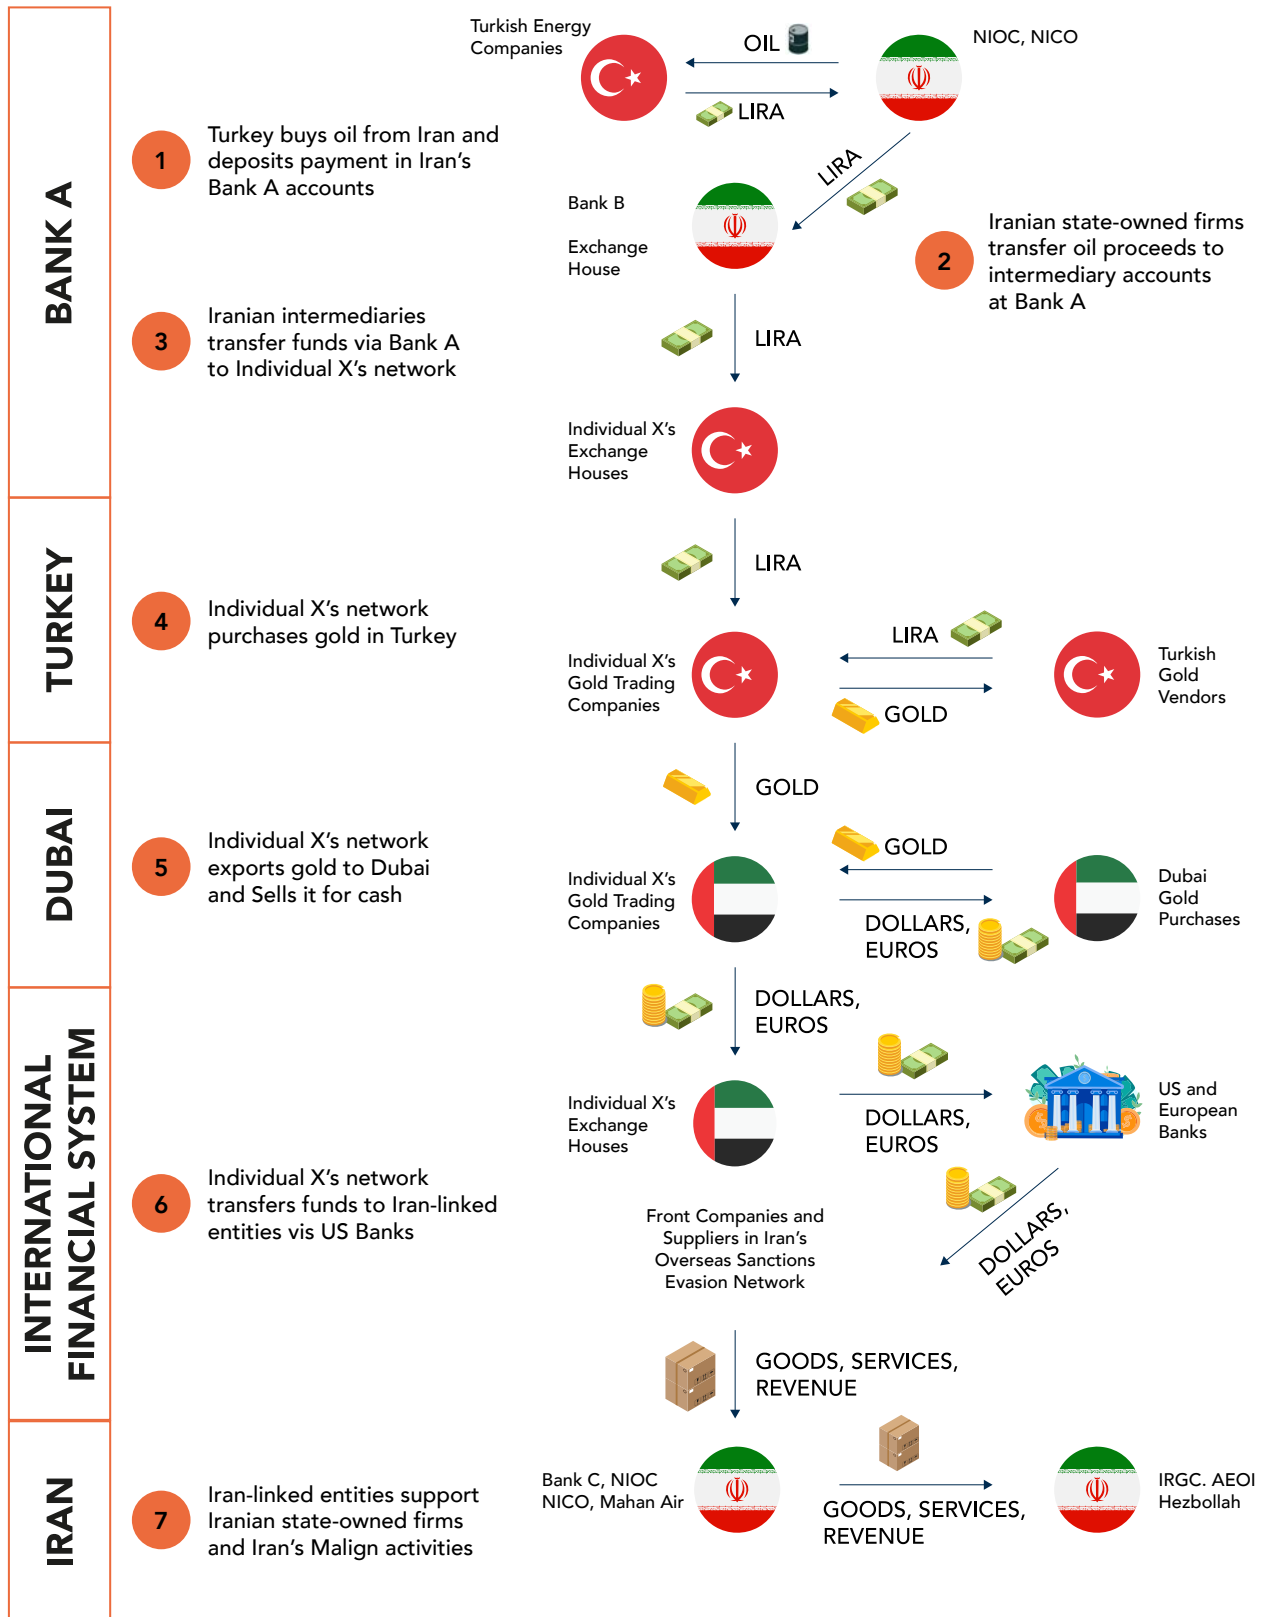 BANK A
TURKEY
DUBAI
INTERNATIONAL
FINANCIAL SYSTEM
IRAN
Turkish Energy
Companies
OIL
NIOC, NICO
LIRA
1
Turkey buys oil from Iran and
deposits payment in Iran’s
Bank A accounts
LIRA
Bank B
Exchange
House
2
Iranian state-owned firms
transfer oil proceeds to
intermediary accounts
at Bank A
3
Iranian intermediaries
transfer funds via Bank A
to Individual X’s network
LIRA
Individual X’s
Exchange
Houses
LIRA
4
Individual X’s network
purchases gold in Turkey
Individual X’s
Gold Trading
Companies
LIRA
GOLD
Turkish
Gold
Vendors
GOLD
5
Individual X’s network
exports gold to Dubai
and Sells it for cash
Individual X’s
Gold Trading
Companies
GOLD
DOLLARS,
EUROS
Dubai
Gold
Purchases
DOLLARS,
EUROS
Individual X’s
Exchange
Houses
DOLLARS,
EUROS
US and
European
Banks
6
Individual X’s network
transfers funds to Iran-linked
entities vis US Banks
DOLLARS,
EUROS
Front Companies and
Suppliers in Iran’s
Overseas Sanctions
Evasion Network
GOODS, SERVICES,
REVENUE
7
Iran-linked entities support
Iranian state-owned firms
and Iran’s Malign activities
Bank C, NIOC
NICO, Mahan Air
GOODS, SERVICES,
REVENUE
IRGC. AEOI
Hezbollah